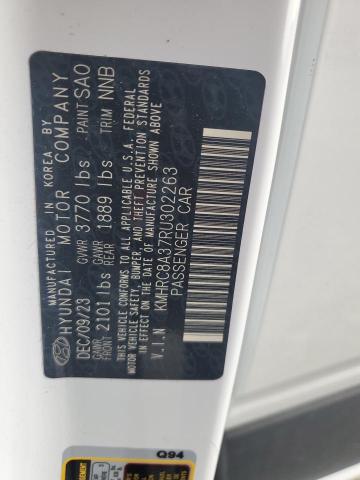 MANUFACTURED IN KOREA BY
HYUNDAI MOTOR COMPANY
DEC/09/23 GVWR 3770 lbs PAINT SAO
GAWR FRONT 2101 lbs GAWR REAR 1889 lbs TRIM NNB
THIS VEHICLE CONFORMS TO ALL APPLICABLE U.S.A. FEDERAL
MOTOR VEHICLE SAFETY, BUMPER, AND THEFT PREVENTION STANDARDS
IN EFFECT ON THE DATE OF MANUFACTURE SHOWN ABOVE
V.I.N KMHRC8A37RU302263
PASSENGER CAR
Q94